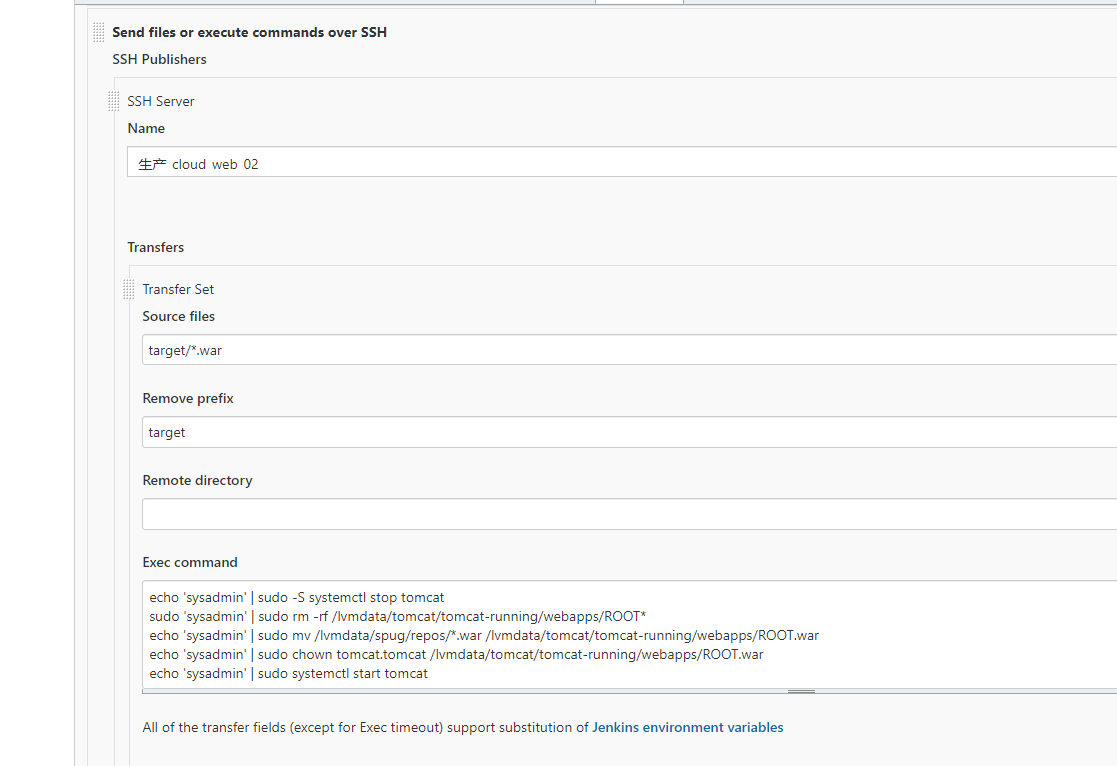 Send files or execute commands over SSH
SSH Publishers
SSH Server
Name
生产 cloud web 02
Transfers
Transfer Set
Source files
target/*.war
Remove prefix
target
Remote directory
Exec command
echo 'sysadmin' | sudo -S systemctl stop tomcat
sudo 'sysadmin' | sudo rm -rf /lvmdata/tomcat/tomcat-running/webapps/ROOT*
echo 'sysadmin' | sudo mv /lvmdata/spug/repos/*.war /lvmdata/tomcat/tomcat-running/webapps/ROOT.war
echo 'sysadmin' | sudo chown tomcat.tomcat /lvmdata/tomcat/tomcat-running/webapps/ROOT.war
echo 'sysadmin' | sudo systemctl start tomcat
All of the transfer fields (except for Exec timeout) support substitution of Jenkins environment variables